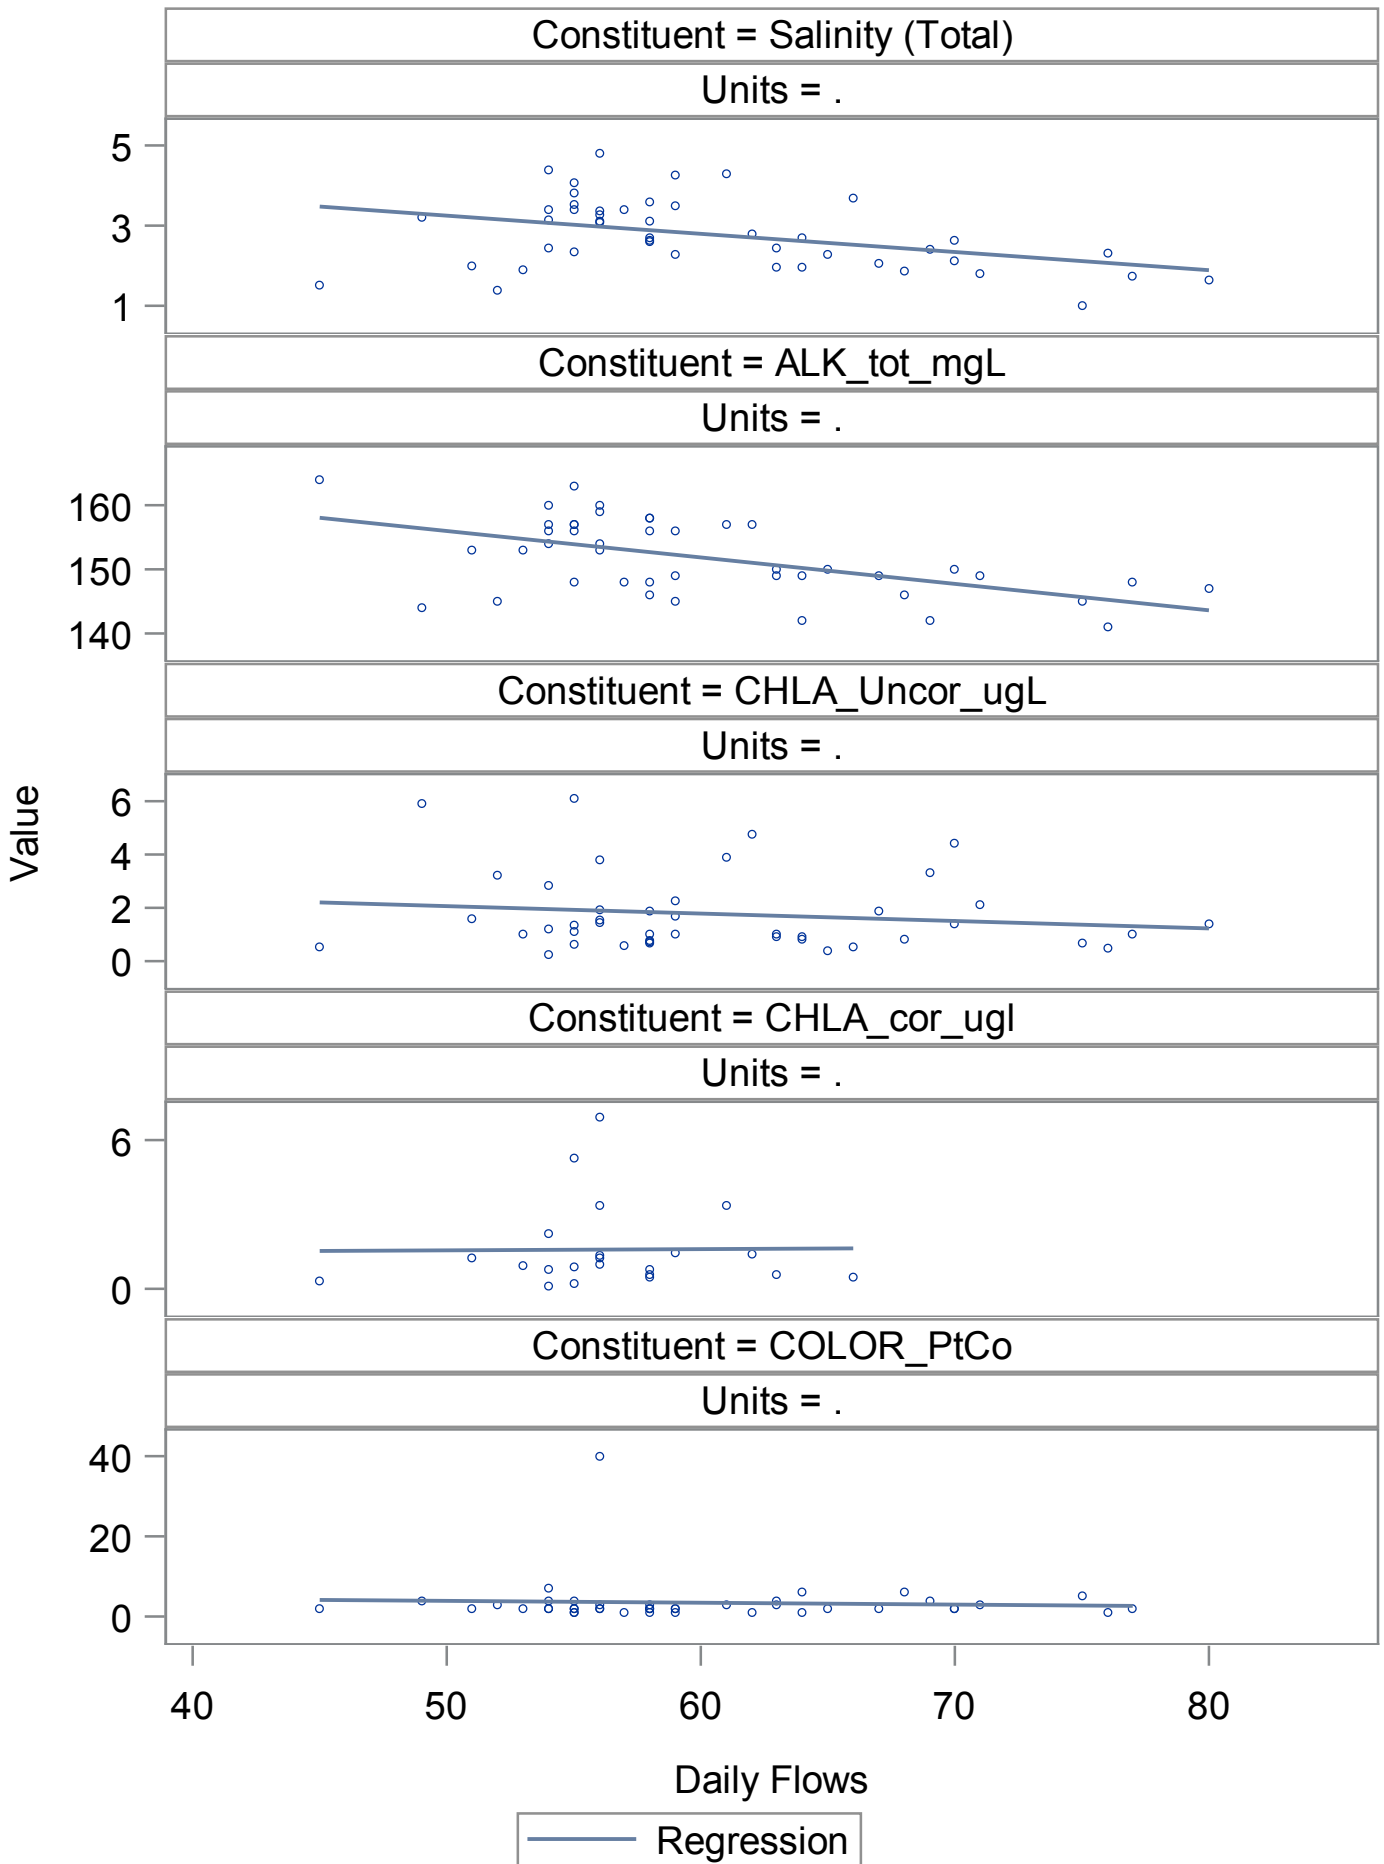 Constituent = Salinity (Total)
Units = .
5
3
1
Constituent = ALK_tot_mgL
Units = .
160
150
140
Constituent = CHLA_Uncor_ugL
Units = .
Value
6
4
2
0
Constituent = CHLA_cor_ugl
Units = .
6
0
Constituent = COLOR_PtCo
Units = .
40
20
0
40 50 60 70 80
Daily Flows
Regression